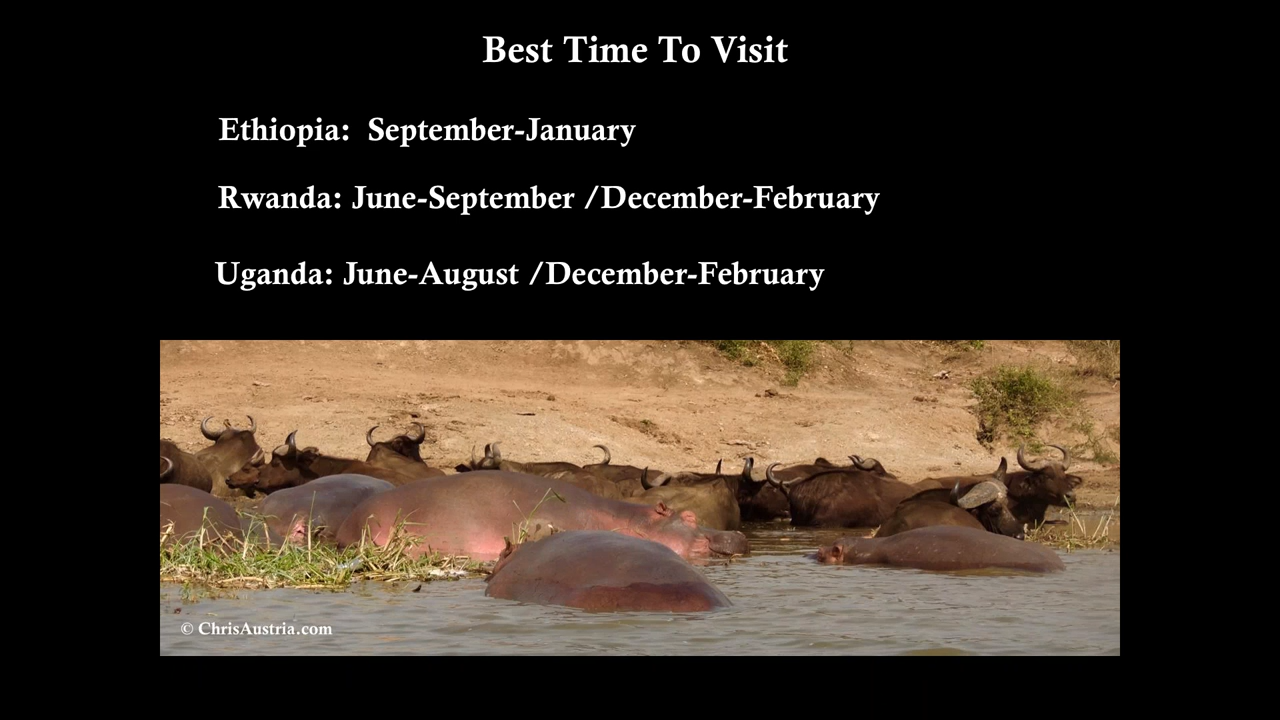 Best Time To Visit
Ethiopia:  September-January
Rwanda: June-September /December-February
Uganda: June-August /December-February
© ChrisAustria.com